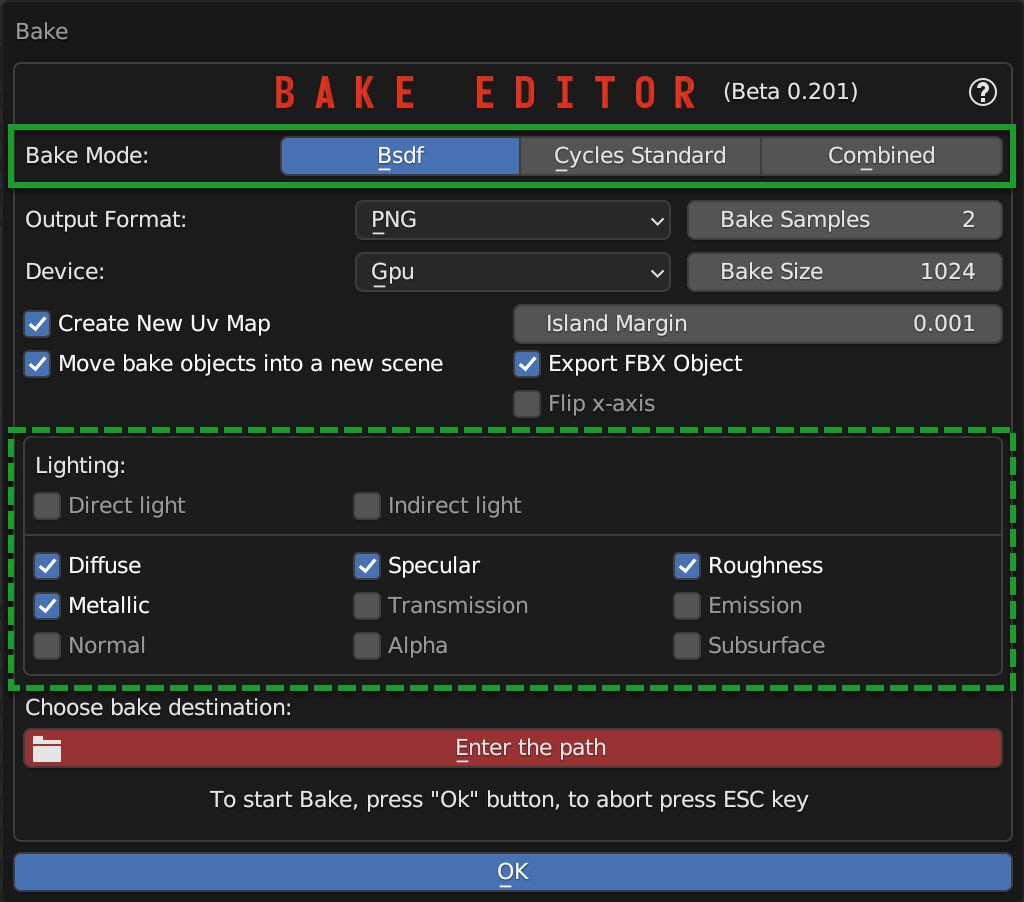 Bake
BAKE EDITOR (Beta 0.201) ?
Bake Mode: Bsdf Cycles Standard Combined
Output Format: PNG Bake Samples 2
Device: Gpu Bake Size 1024
Create New Uv Map Island Margin 0.001
Move bake objects into a new scene Export FBX Object
Flip x-axis
Lighting:
Direct light Indirect light
Diffuse Specular Roughness
Metallic Transmission Emission
Normal Alpha Subsurface
Choose bake destination:
Enter the path
To start Bake, press "Ok" button, to abort press ESC key
OK